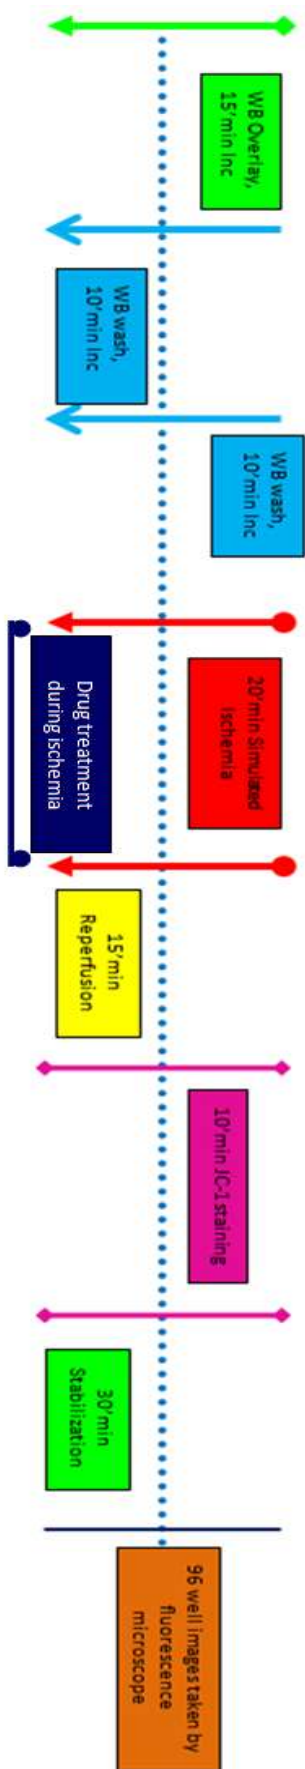 WB Overlay,
15'min Inc
WB wash,
10'min Inc
WB wash,
10'min Inc
20'min Simulated
ischemia
Drug treatment
during ischemia
15'min
Reperfusion
10'min JC-1 staining
30'min
Stabilization
96 well images taken by
fluorescence
microscope